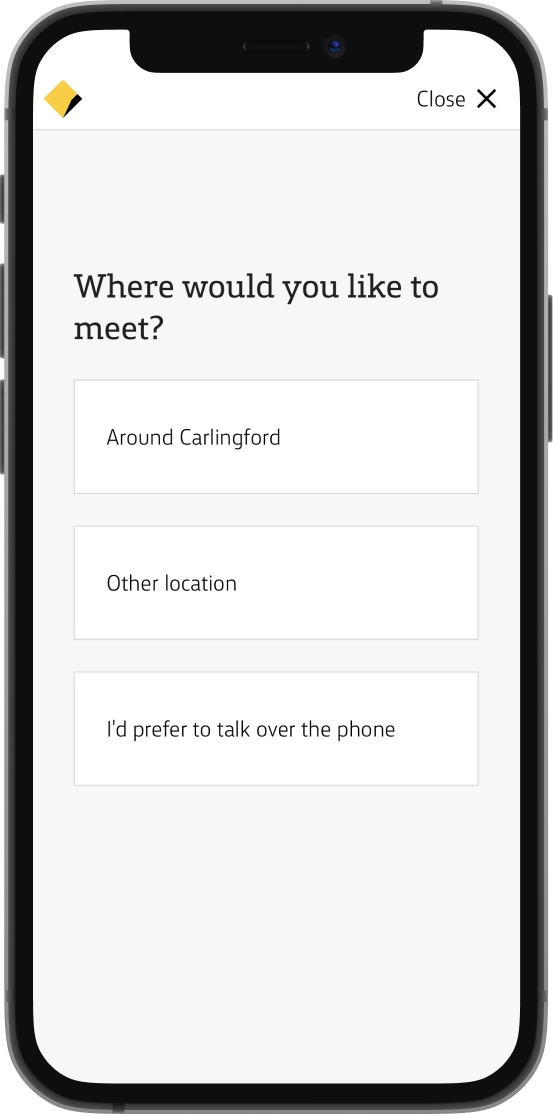 Close
Where would you like to
meet?
Around Carlingford
Other location
I'd prefer to talk over the phone